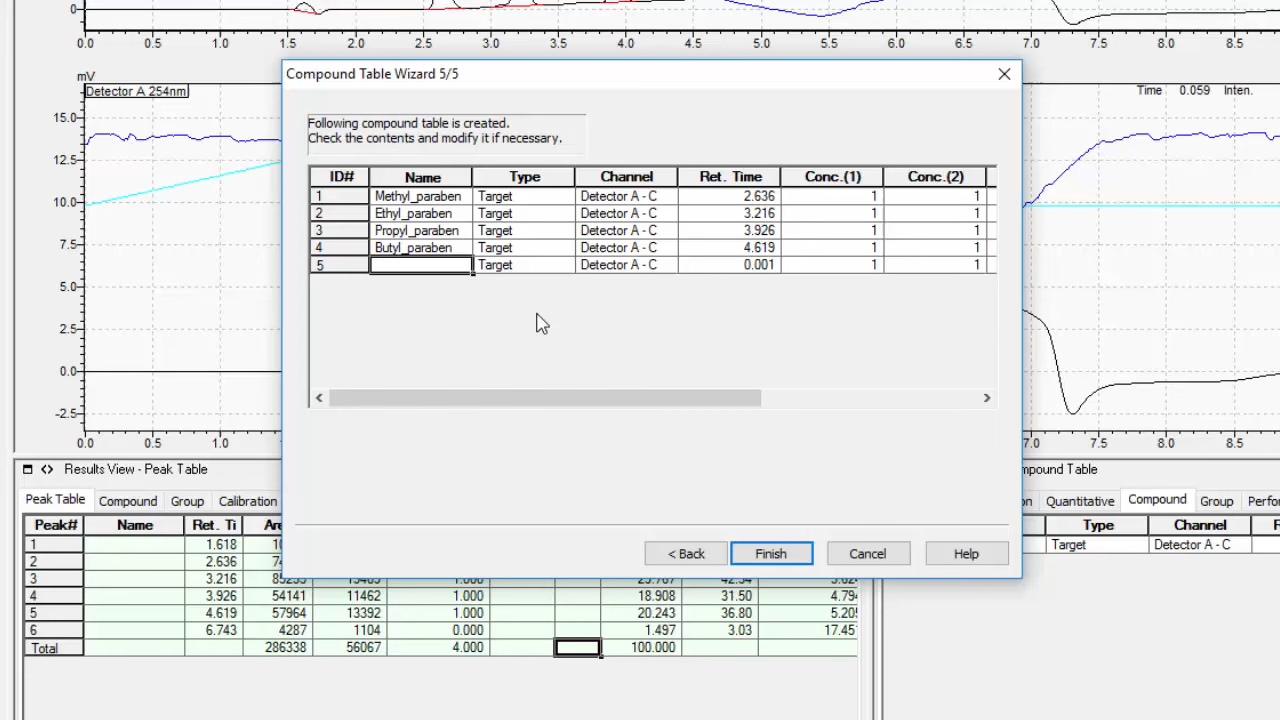 0
0.0 0.5 1.0 1.5 2.0 2.5 3.0 3.5 4.0 4.5 5.0 5.5 6.0 6.5 7.0 7.5 8.0 8.5
Compound Table Wizard 5/5
mV
Detector A 254nm
Time 0.059 Inten.
15.0
12.5
10.0
7.5
5.0
2.5
0.0
-2.5
0.0 0.5 1.0 7.0 7.5 8.0 8.5
Following compound table is created.
Check the contents and modify it if necessary.
ID# Name Type Channel Ret. Time Conc.(1) Conc.(2)
1 Methyl_paraben Target Detector A - C 2.636 1 1
2 Ethyl_paraben Target Detector A - C 3.216 1 1
3 Propyl_paraben Target Detector A - C 3.926 1 1
4 Butyl_paraben Target Detector A - C 4.619 1 1
5 Target Detector A - C 0.001 1 1
< Back Finish Cancel Help
Results View - Peak Table
Peak Table Compound Group Calibration
Peak# Name Ret. Ti
1 1.618
2 2.636
3 3.216
4 3.926 54141 11462 1.000 18.908 31.50 4.794
5 4.619 57964 13392 1.000 20.243 36.80 5.205
6 6.743 4287 1104 0.000 1.497 3.03 17.457
Total 286338 56067 4.000 100.000
mpound Table
on Quantitative Compound Group Perfor
Type Channel
Target Detector A - C